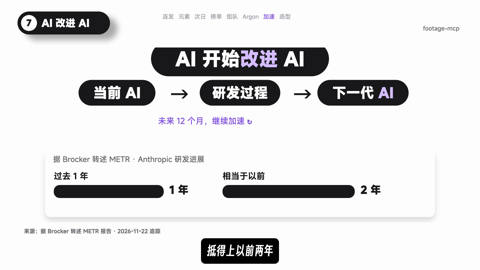 7 AI 改进 AI
连发 元素 次日 榜单 组队 Argon 加速 造型
footage-mcp
AI 开始改进 AI
当前 AI → 研发过程 → 下一代 AI
未来 12 个月，继续加速 ↻
据 Brocker 转述 METR · Anthropic 研发进展
过去 1 年 相当于以前
1 年 2 年
来源：据 Brocker 转述 METR 报告 · 2026-11-22 追踪
抵得上以前两年